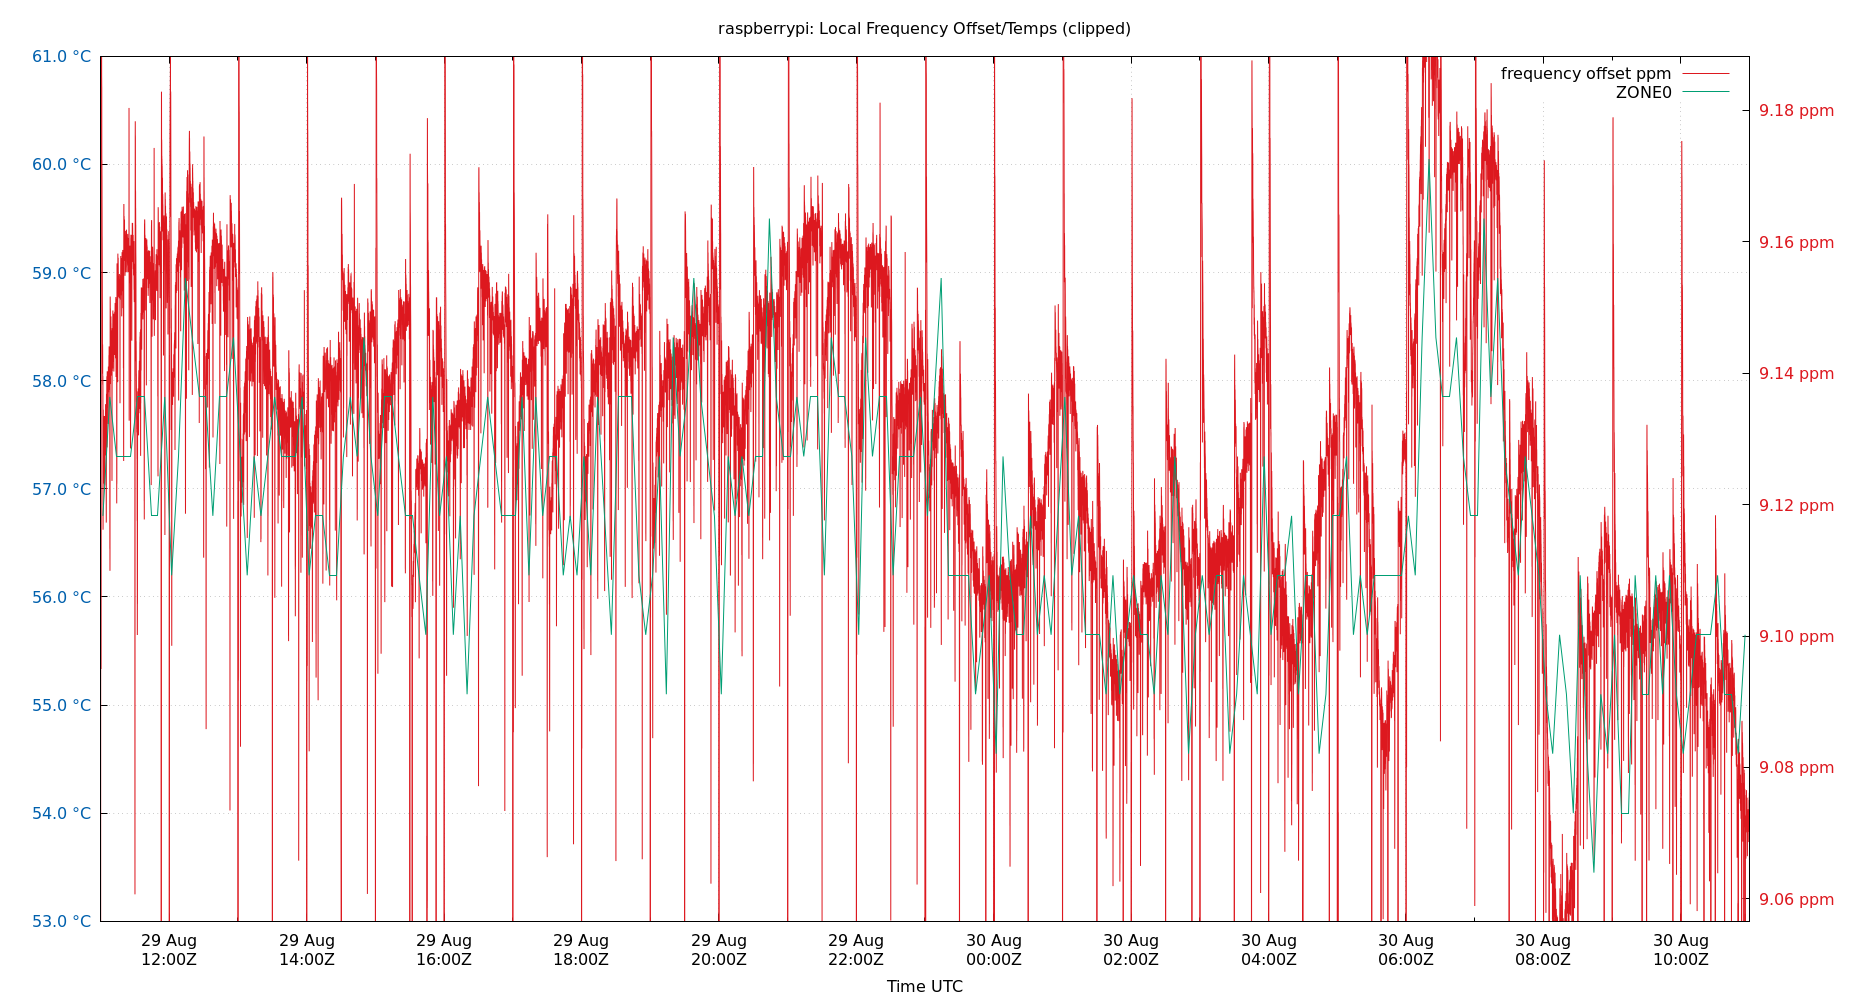 raspberrypi: Local Frequency Offset/Temps (clipped)
61.0 °C
60.0 °C
59.0 °C
58.0 °C
57.0 °C
56.0 °C
55.0 °C
54.0 °C
53.0 °C
frequency offset ppm
ZONE0
9.18 ppm
9.16 ppm
9.14 ppm
9.12 ppm
9.10 ppm
9.08 ppm
9.06 ppm
29 Aug 29 Aug 29 Aug 29 Aug 29 Aug 29 Aug 30 Aug 30 Aug 30 Aug 30 Aug 30 Aug 30 Aug
12:00Z 14:00Z 16:00Z 18:00Z 20:00Z 22:00Z 00:00Z 02:00Z 04:00Z 06:00Z 08:00Z 10:00Z
Time UTC